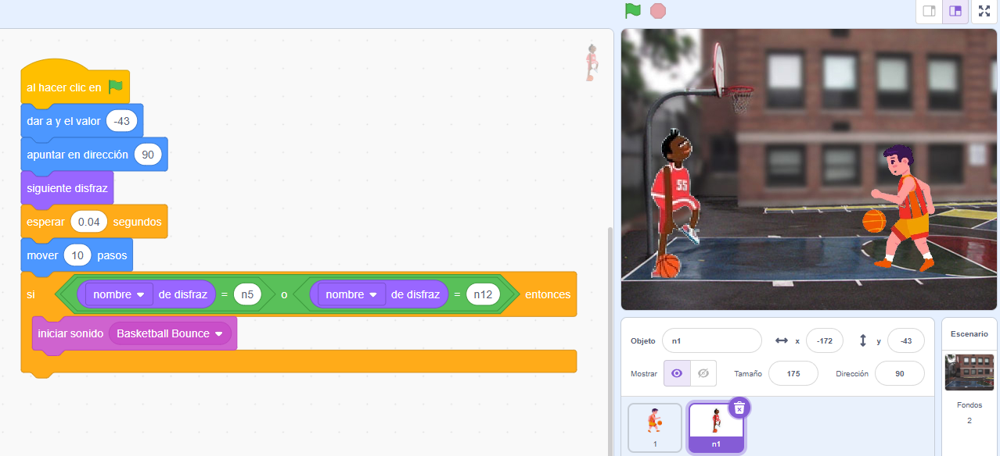 al hacer clic en
dar a y el valor -43
apuntar en dirección 90
siguiente disfraz
esperar 0.04 segundos
mover 10 pasos
si nombre de disfraz = n5 o nombre de disfraz = n12 entonces
iniciar sonido Basketball Bounce
55
Objeto n1 x -172 y -43
Mostrar Tamaño 175 Dirección 90
1
n1
Escenario
Fondos
2